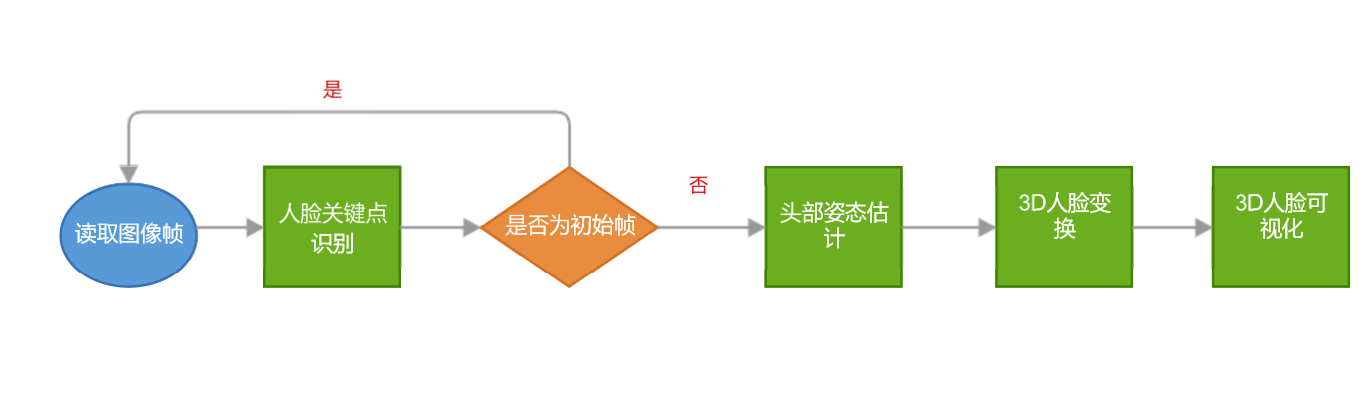 是
读取图像帧
人脸关键点
识别
是否为初始帧
否
头部姿态估
计
3D人脸变
换
3D人脸可
视化